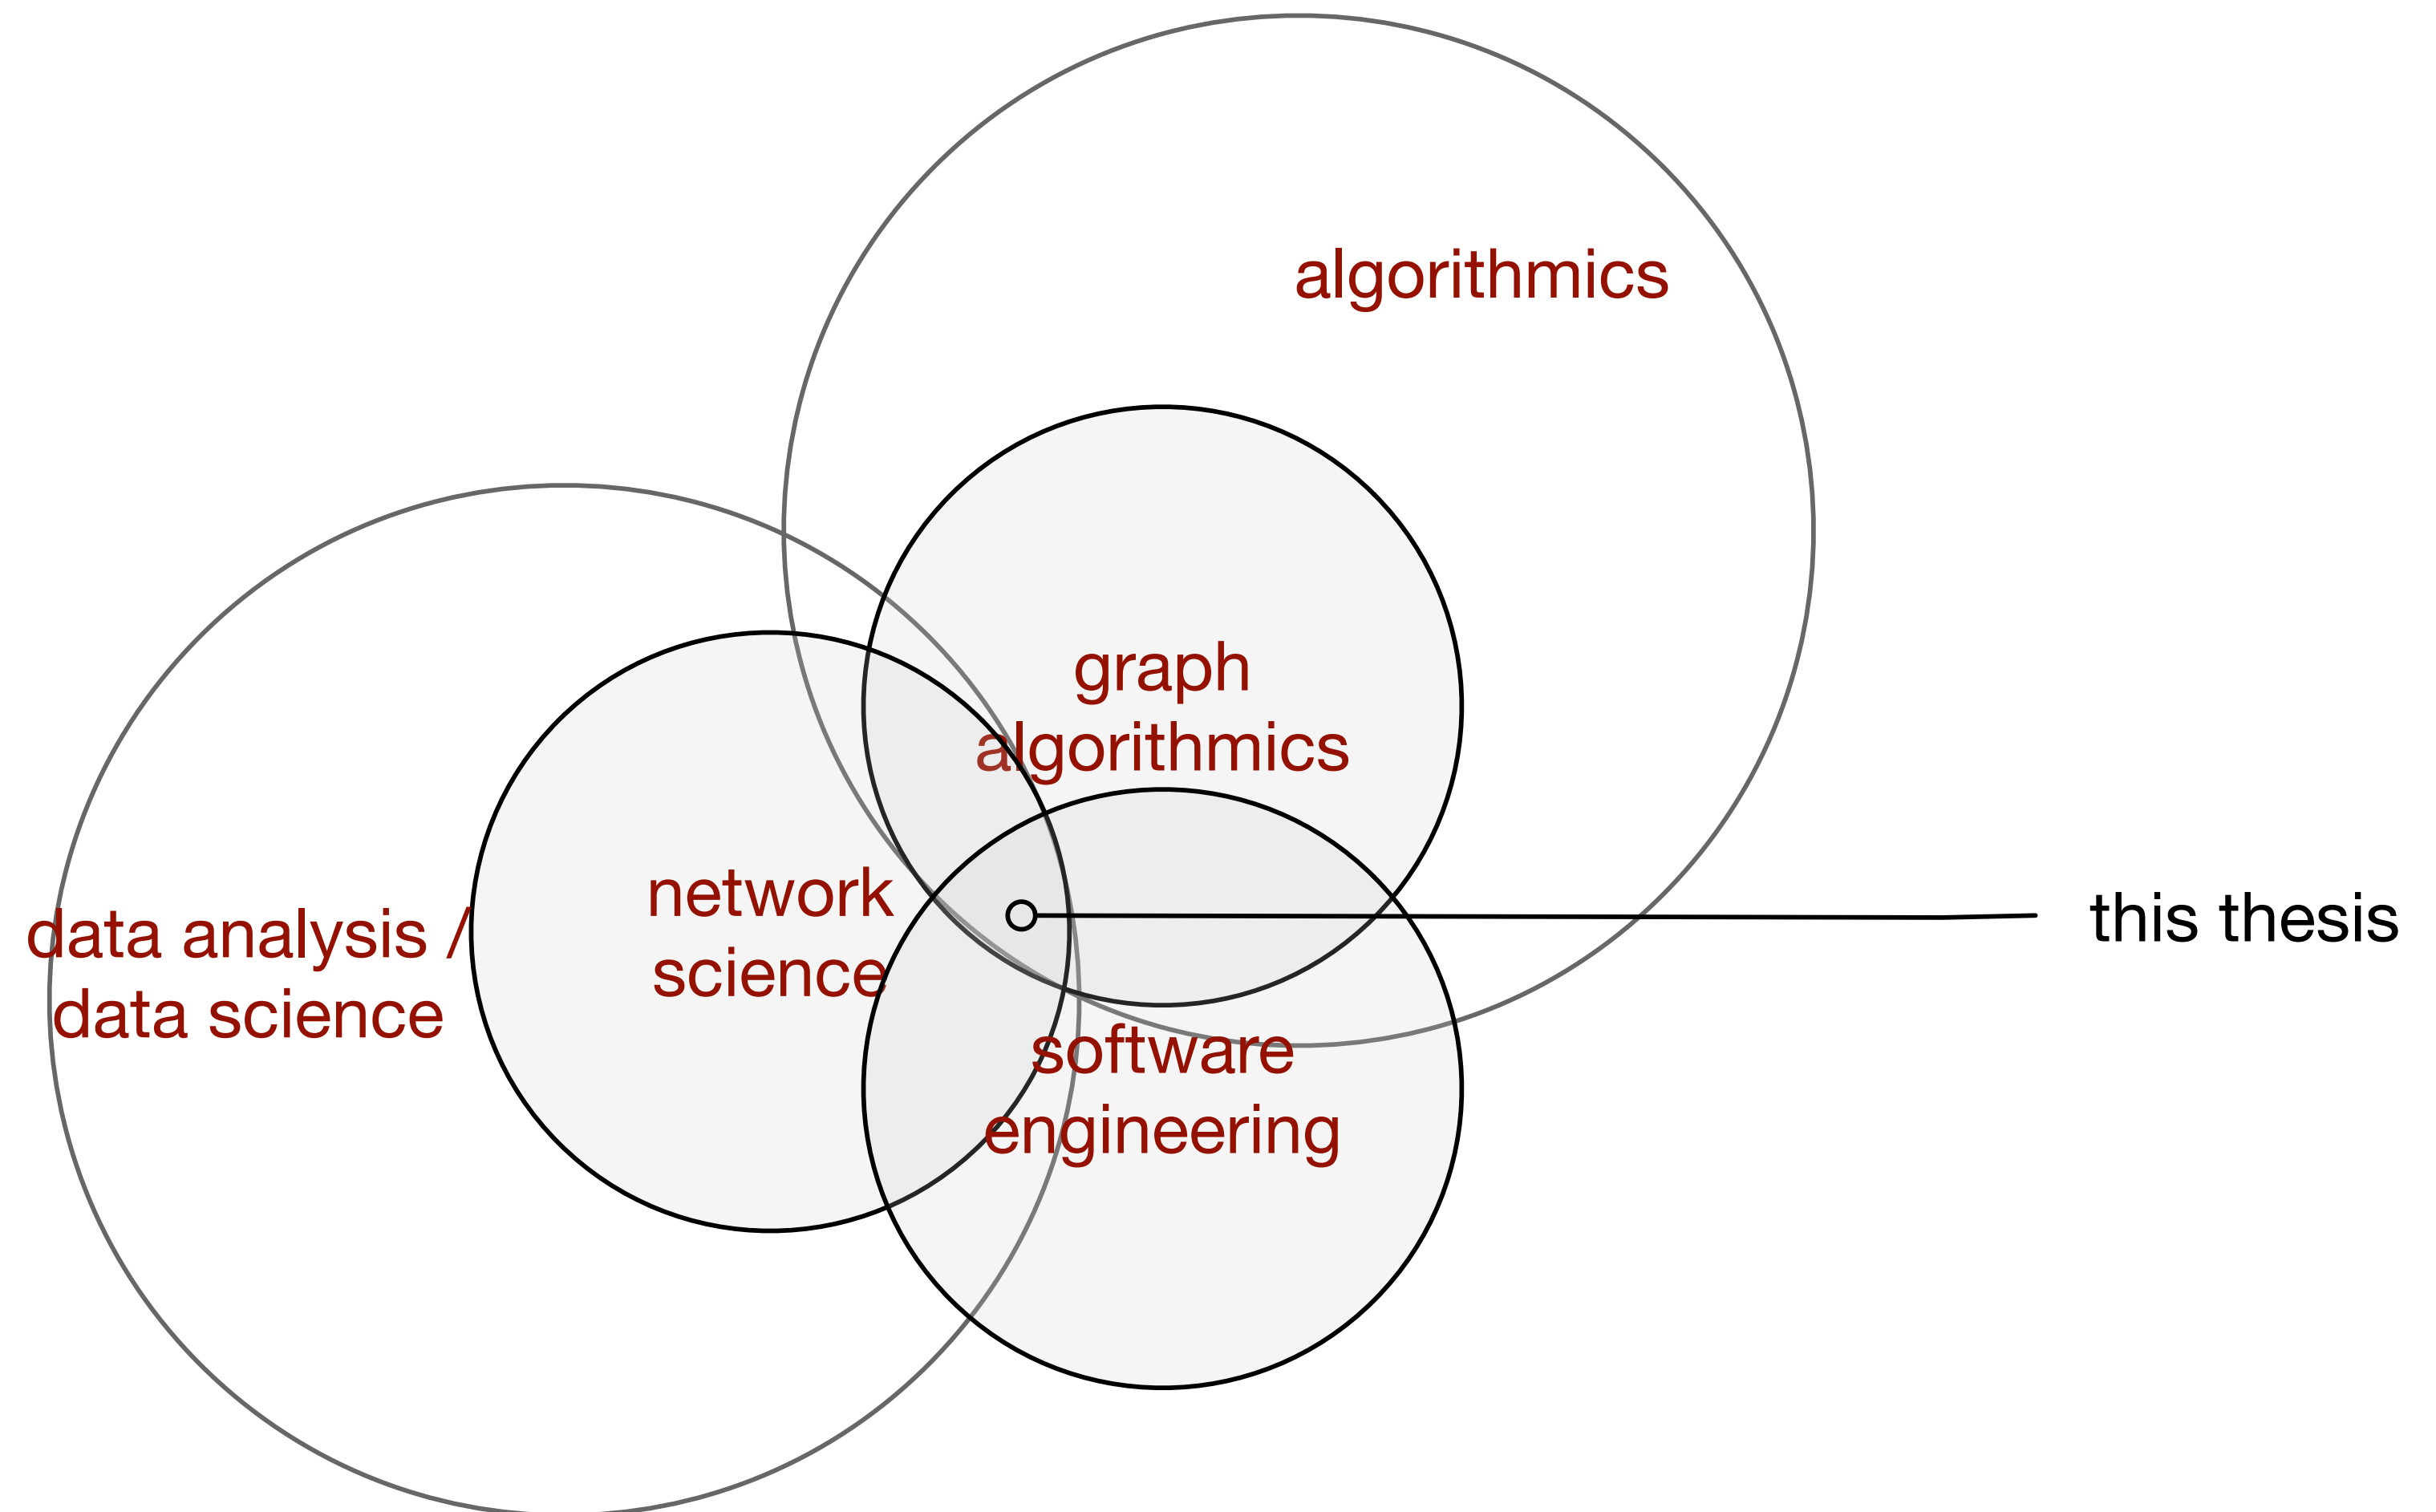 algorithmics
graph
algorithmics
network
science
data analysis /
data science
software
engineering
this thesis